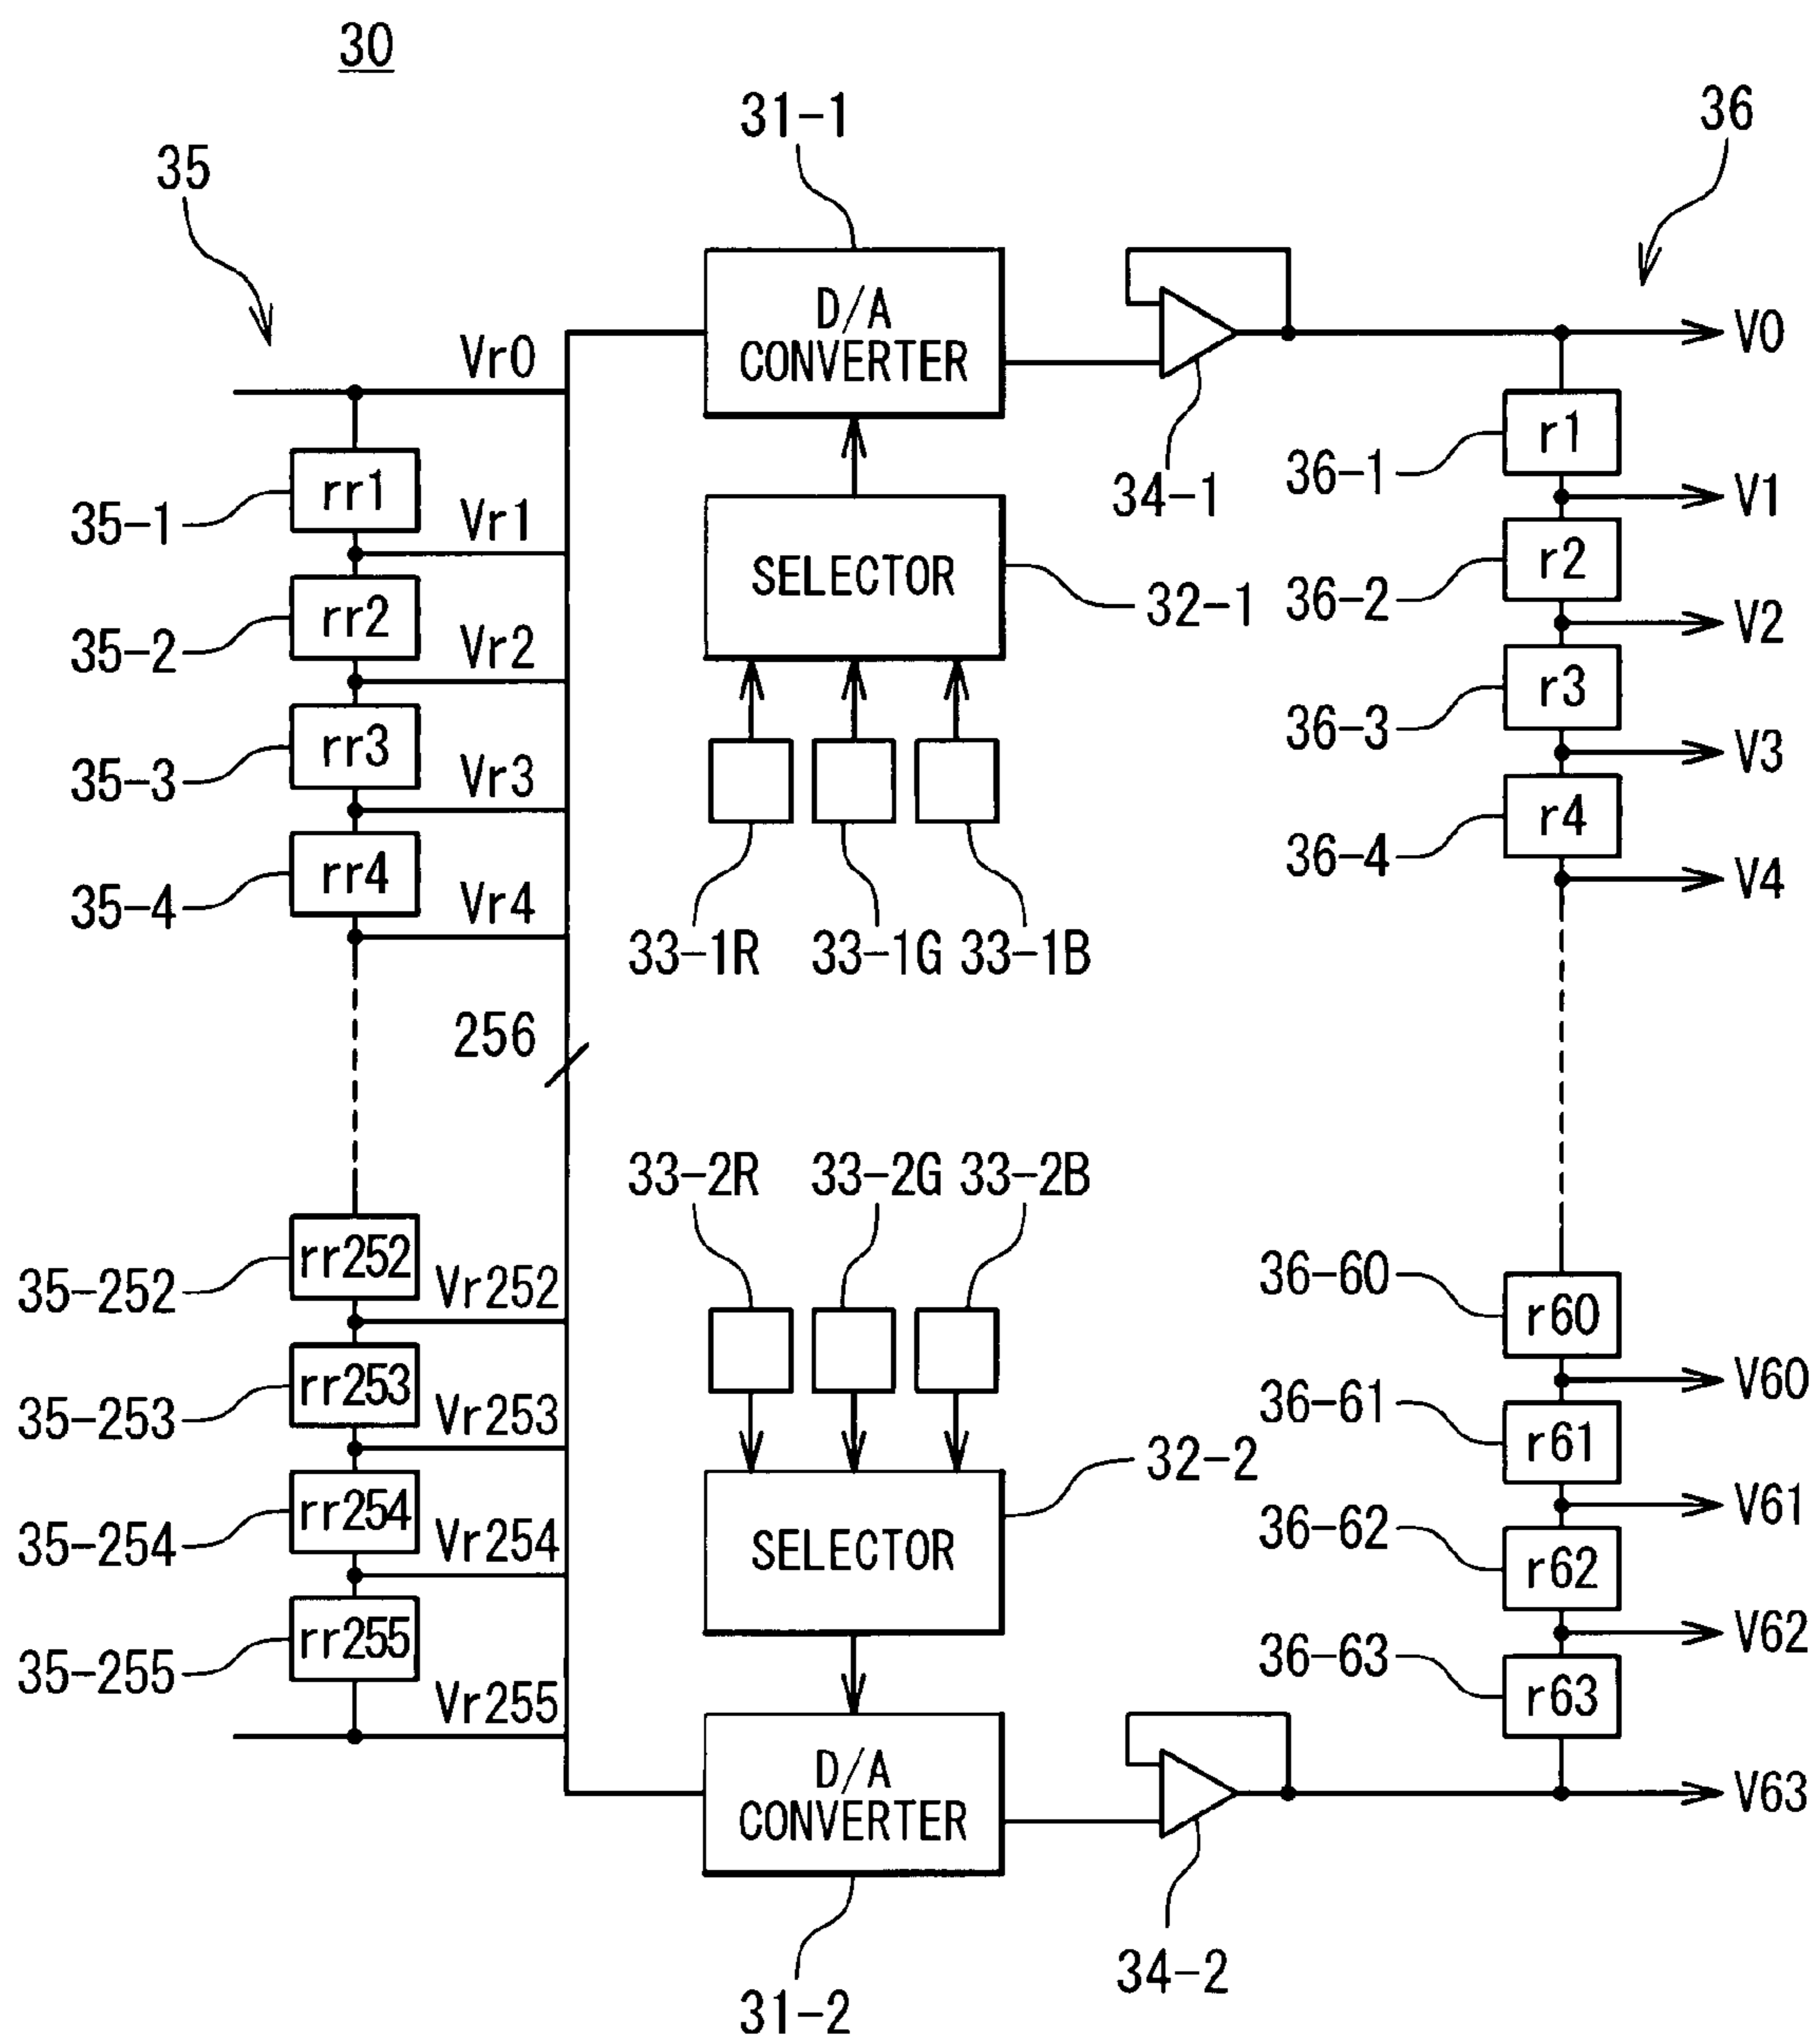 30
31-1
36
35
D/A
CONVERTER
V0
Vr0
r1
36-1
34-1
V1
rr1
35-1
Vr1
SELECTOR
r2
36-2
32-1
V2
rr2
35-2
Vr2
r3
36-3
V3
rr3
35-3
Vr3
r4
36-4
V4
rr4
35-4
Vr4
33-1R
33-1G
33-1B
256
33-2R
33-2G
33-2B
rr252
35-252
Vr252
36-60
r60
V60
rr253
35-253
Vr253
36-61
r61
V61
32-2
rr254
35-254
Vr254
SELECTOR
36-62
r62
V62
rr255
35-255
Vr255
36-63
r63
D/A
CONVERTER
V63
34-2
31-2